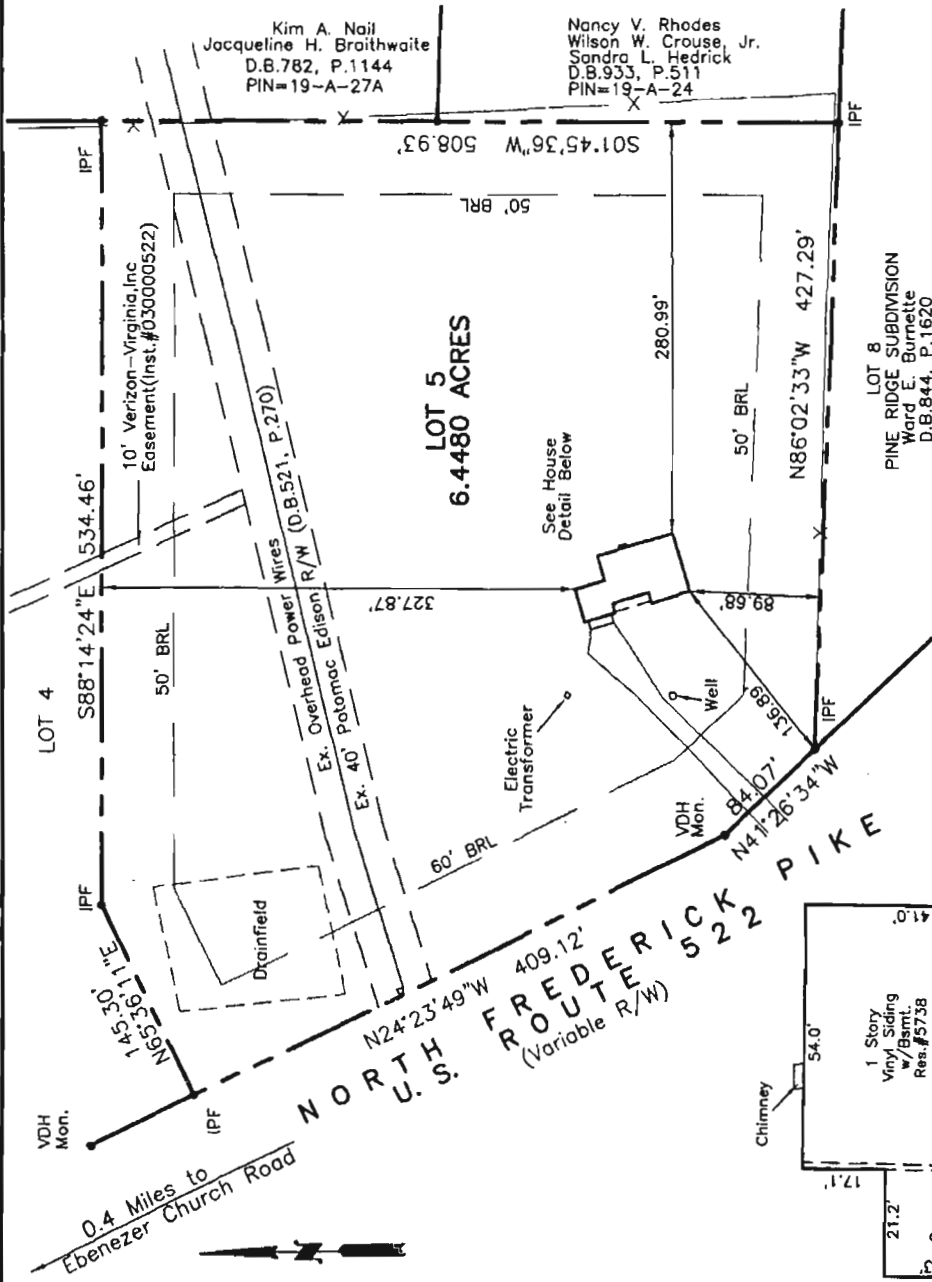 Kim A. Nail
Jacqueline H. Braithwaite
D.B.782, P.1144
PIN=19-A-27A
Nancy V. Rhodes
Wilson W. Crouse, Jr.
Sandra L. Hedrick
D.B.933, P.511
PIN=19-A-24
X
X
X
IPF
IPF
S01°45'36"W 508.93'
50' BRL
10' Verizon-Virginia,Inc
Easement(Inst.#030000522)
LOT 4
S88°14'24"E 534.46'
50' BRL
Ex. Overhead Power Wires
Ex. 40' Potomac Edison R/W (D.B.521, P.270)
LOT 5
6.4480 ACRES
280.99'
327.87'
See House
Detail Below
50' BRL
N86°02'33"W 427.29'
X
LOT 8
PINE RIDGE SUBDIVISION
Ward E. Burnette
D.B.844, P.1620
89.68'
136.89'
Well
Electric
Transformer
IPF
84.07'
N41°26'34"W
VDH
Mon.
60' BRL
IPF
Drainfield
145.30'
N65°36'11"E
IPF
VDH
Mon.
N24°23'49"W 409.12'
NORTH FREDERICK PIKE
U.S. ROUTE 522
(Variable R/W)
0.4 Miles to
Ebenezer Church Road
Chimney
54.0'
41.0'
1 Story
Vinyl Siding
w/Bsmt.
Res.#5738
17.1'
21.2'